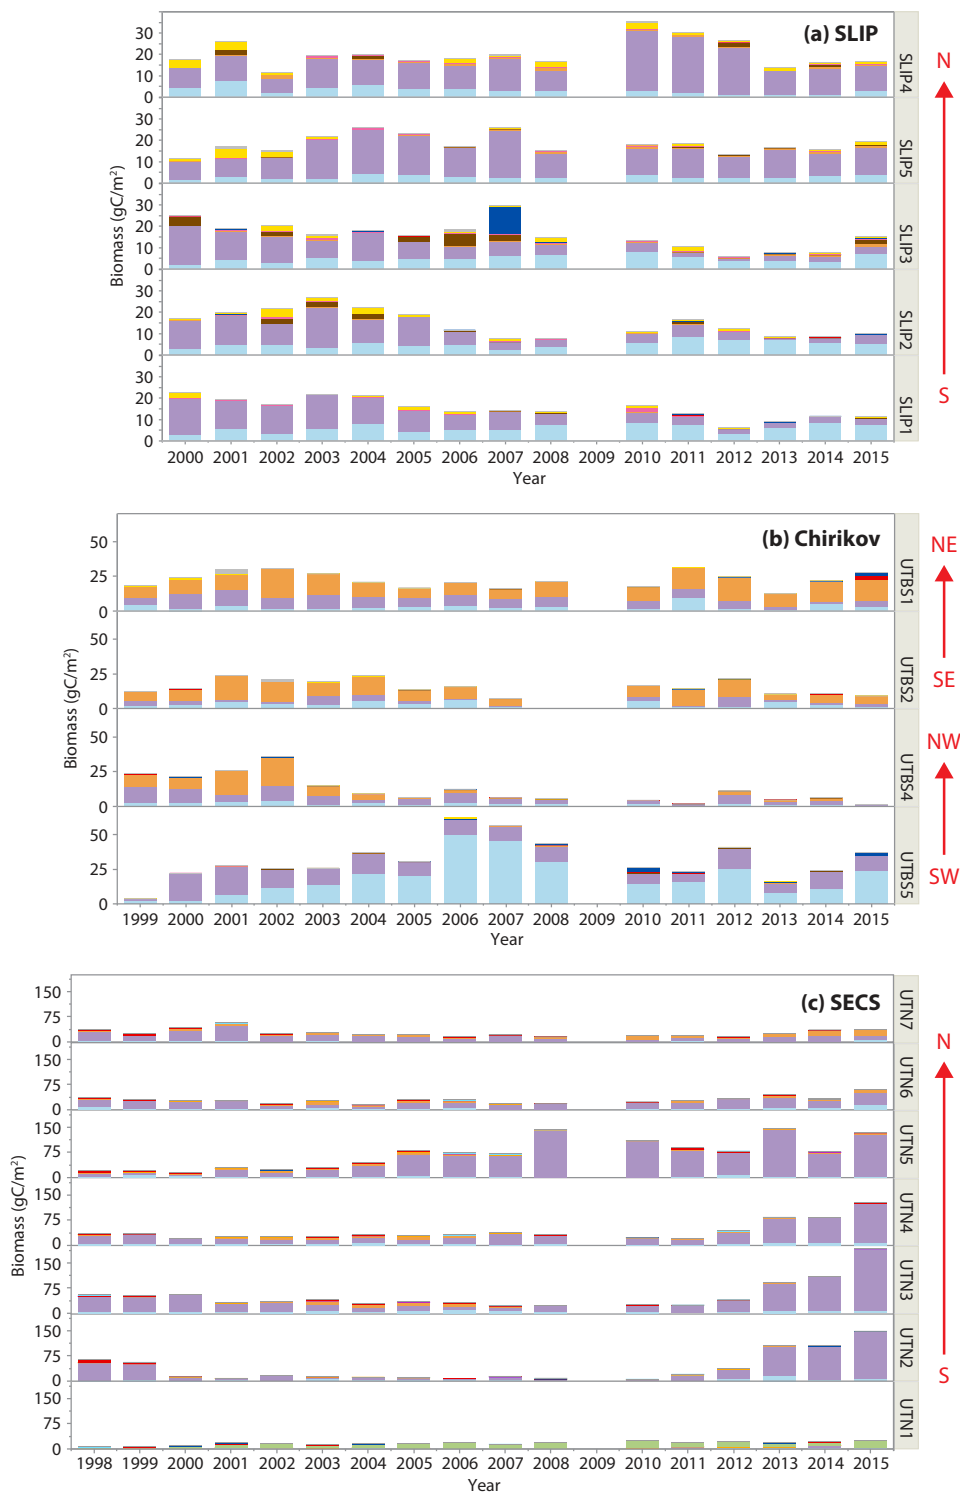 (a) SLIP
30
20
10
0
SLIP4
30
20
10
0
SLIP5
30
20
10
0
SLIP3
30
20
10
0
SLIP2
30
20
10
0
SLIP1
Biomass (gC/m²)
2000 2001 2002 2003 2004 2005 2006 2007 2008 2009 2010 2011 2012 2013 2014 2015
Year
N
S
(b) Chirikov
50
25
0
UTBS1
50
25
0
UTBS2
50
25
0
UTBS4
50
25
0
UTBS5
Biomass (gC/m²)
1999 2000 2001 2002 2003 2004 2005 2006 2007 2008 2009 2010 2011 2012 2013 2014 2015
Year
NE
SE
NW
SW
(c) SECS
150
75
0
UTN7
150
75
0
UTN6
150
75
0
UTN5
150
75
0
UTN4
150
75
0
UTN3
150
75
0
UTN2
150
75
0
UTN1
Biomass (gC/m²)
1998 1999 2000 2001 2002 2003 2004 2005 2006 2007 2008 2009 2010 2011 2012 2013 2014 2015
Year
N
S